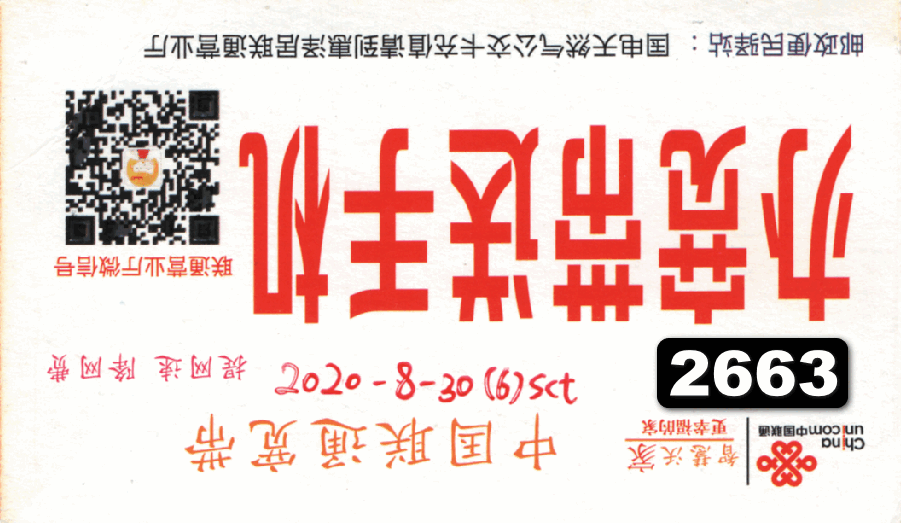 China
unicom中国联通
智慧沃家
更幸福的家
中国联通宽带
提网速 降网费
办宽带送手机
联通营业厅微信号
邮政便民驿站：国电天然气公交卡充值请到惠泽居联通营业厅
2020-8-30(6)sct
2663